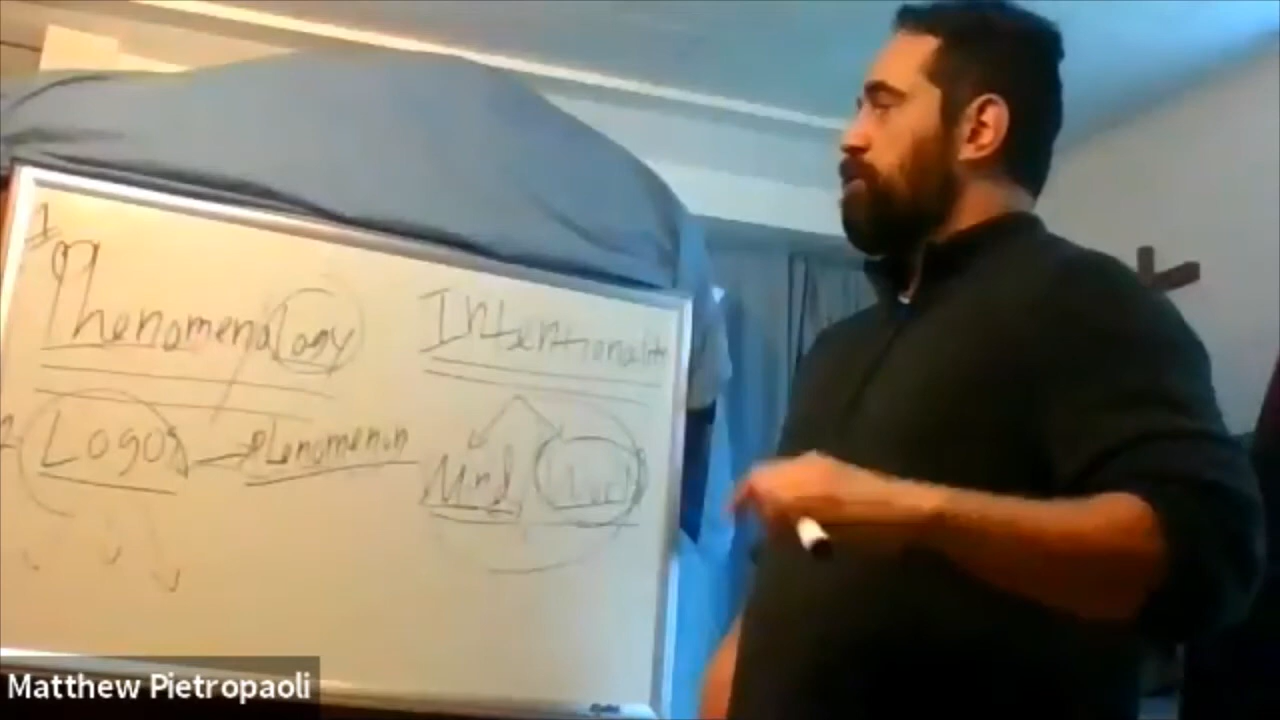 1
Phenomenology
Intentionality
2 Logos → Phenomenon
Mind
Matthew Pietropaoli